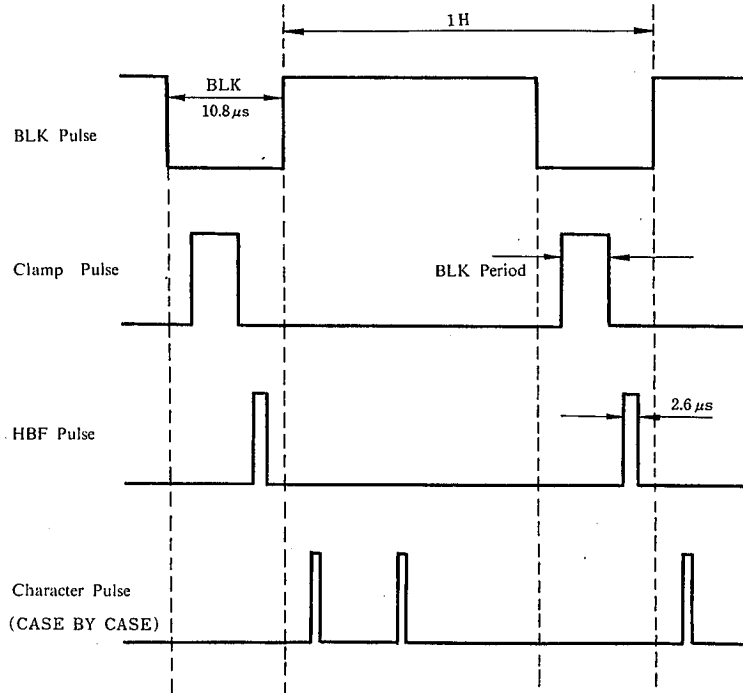 1H
BLK
10.8μs
BLK Pulse
Clamp Pulse
BLK Period
HBF Pulse
2.6μs
Character Pulse
(CASE BY CASE)